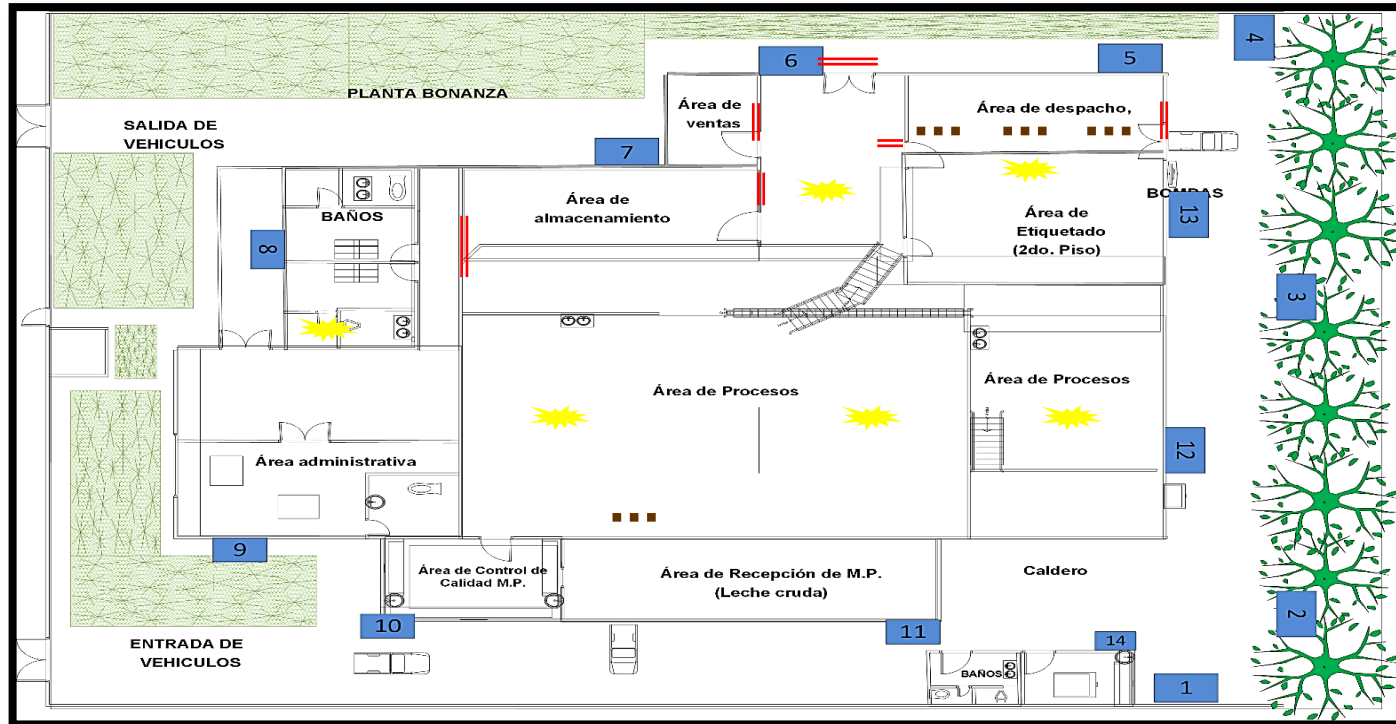 4
6
5
PLANTA BONANZA
Área de
ventas
Área de despacho,
SALIDA DE
VEHICULOS
7
BAÑOS
Área de
almacenamiento
BOMDAS
13
Área de
Etiquetado
(2do. Piso)
8
3
Área de Procesos
Área de Procesos
12
Área administrativa
9
Área de Control de
Calidad M.P.
Área de Recepción de M.P.
(Leche cruda)
Caldero
2
10
11
ENTRADA DE
VEHICULOS
14
BAÑOS
1